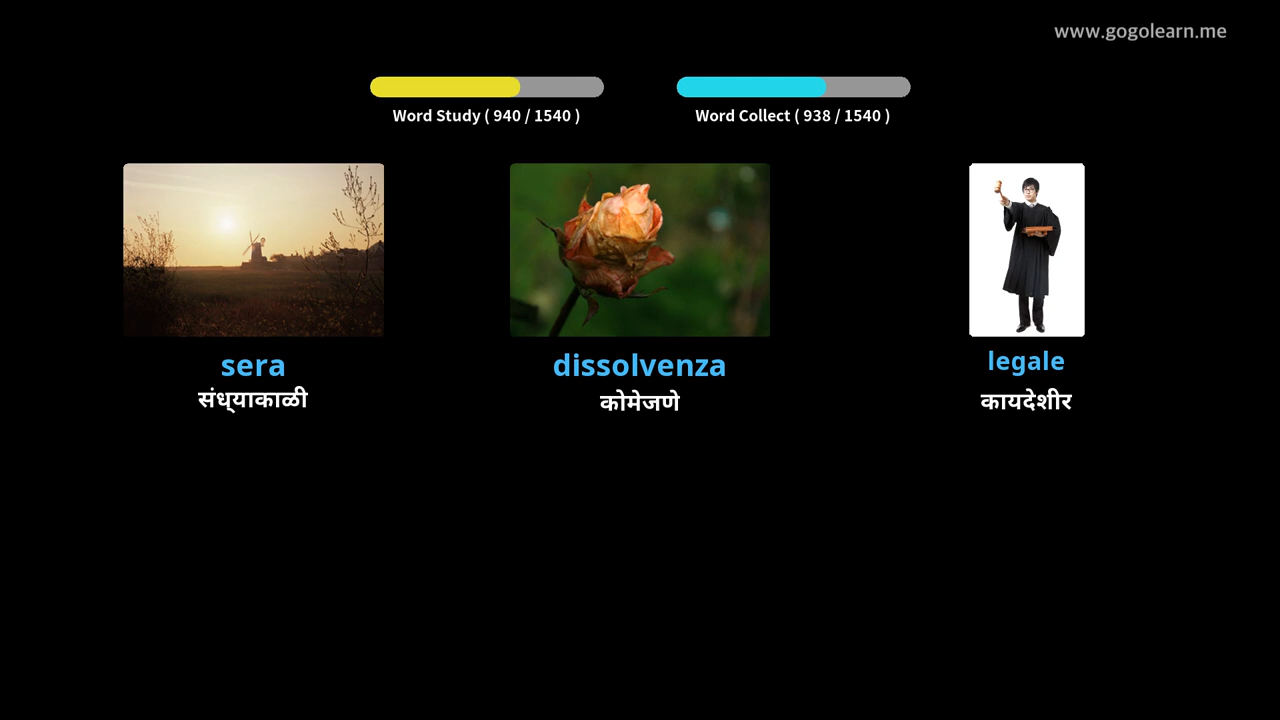 www.gogolearn.me
Word Study ( 940 / 1540 )
Word Collect ( 938 / 1540 )
sera
संध्याकाळी
dissolvenza
कोमेजणे
legale
कायदेशीर